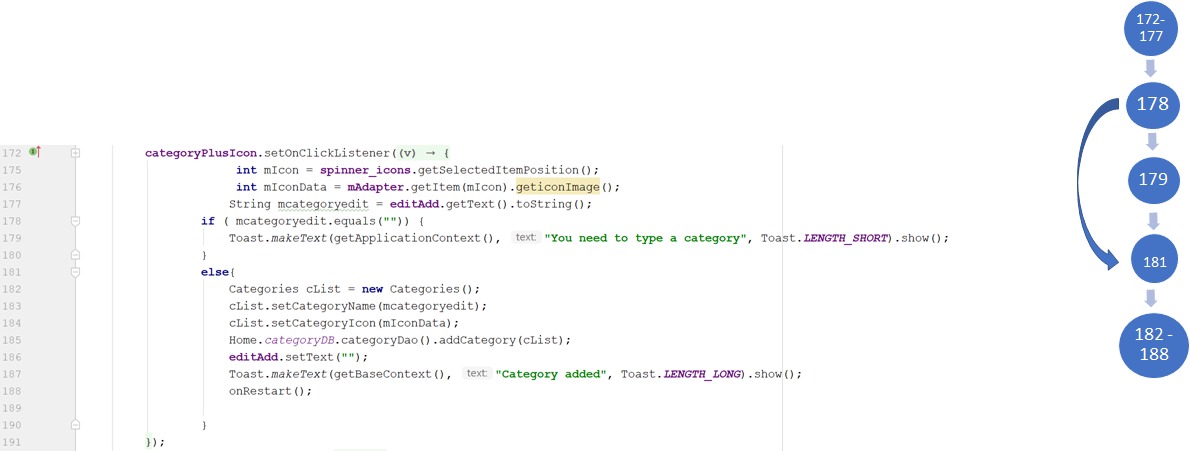 172 categoryPlusIcon.setOnClickListener((v) → {
175 int mIcon = spinner_icons.getSelectedItemPosition();
176 int mIconData = mAdapter.getItem(mIcon).geticonImage();
177 String mcategoryedit = editAdd.getText().toString();
178 if ( mcategoryedit.equals("")) {
179 Toast.makeText(getApplicationContext(), text: "You need to type a category", Toast.LENGTH_SHORT).show();
180 }
181 else{
182 Categories cList = new Categories();
183 cList.setCategoryName(mcategoryedit);
184 cList.setCategoryIcon(mIconData);
185 Home.categoryDB.categoryDao().addCategory(cList);
186 editAdd.setText("");
187 Toast.makeText(getBaseContext(), text: "Category added", Toast.LENGTH_LONG).show();
188 onRestart();
189
190 }
191 });
172-
177
178
179
181
182 -
188